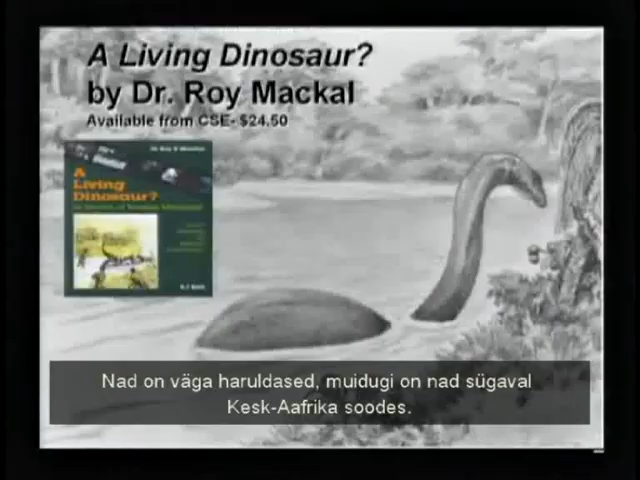 A Living Dinosaur?
by Dr. Roy Mackal
Available from CSE- $24.50
A
Living
Dinosaur?
Nad on väga haruldased, muidugi on nad sügaval
Kesk-Aafrika soodes.